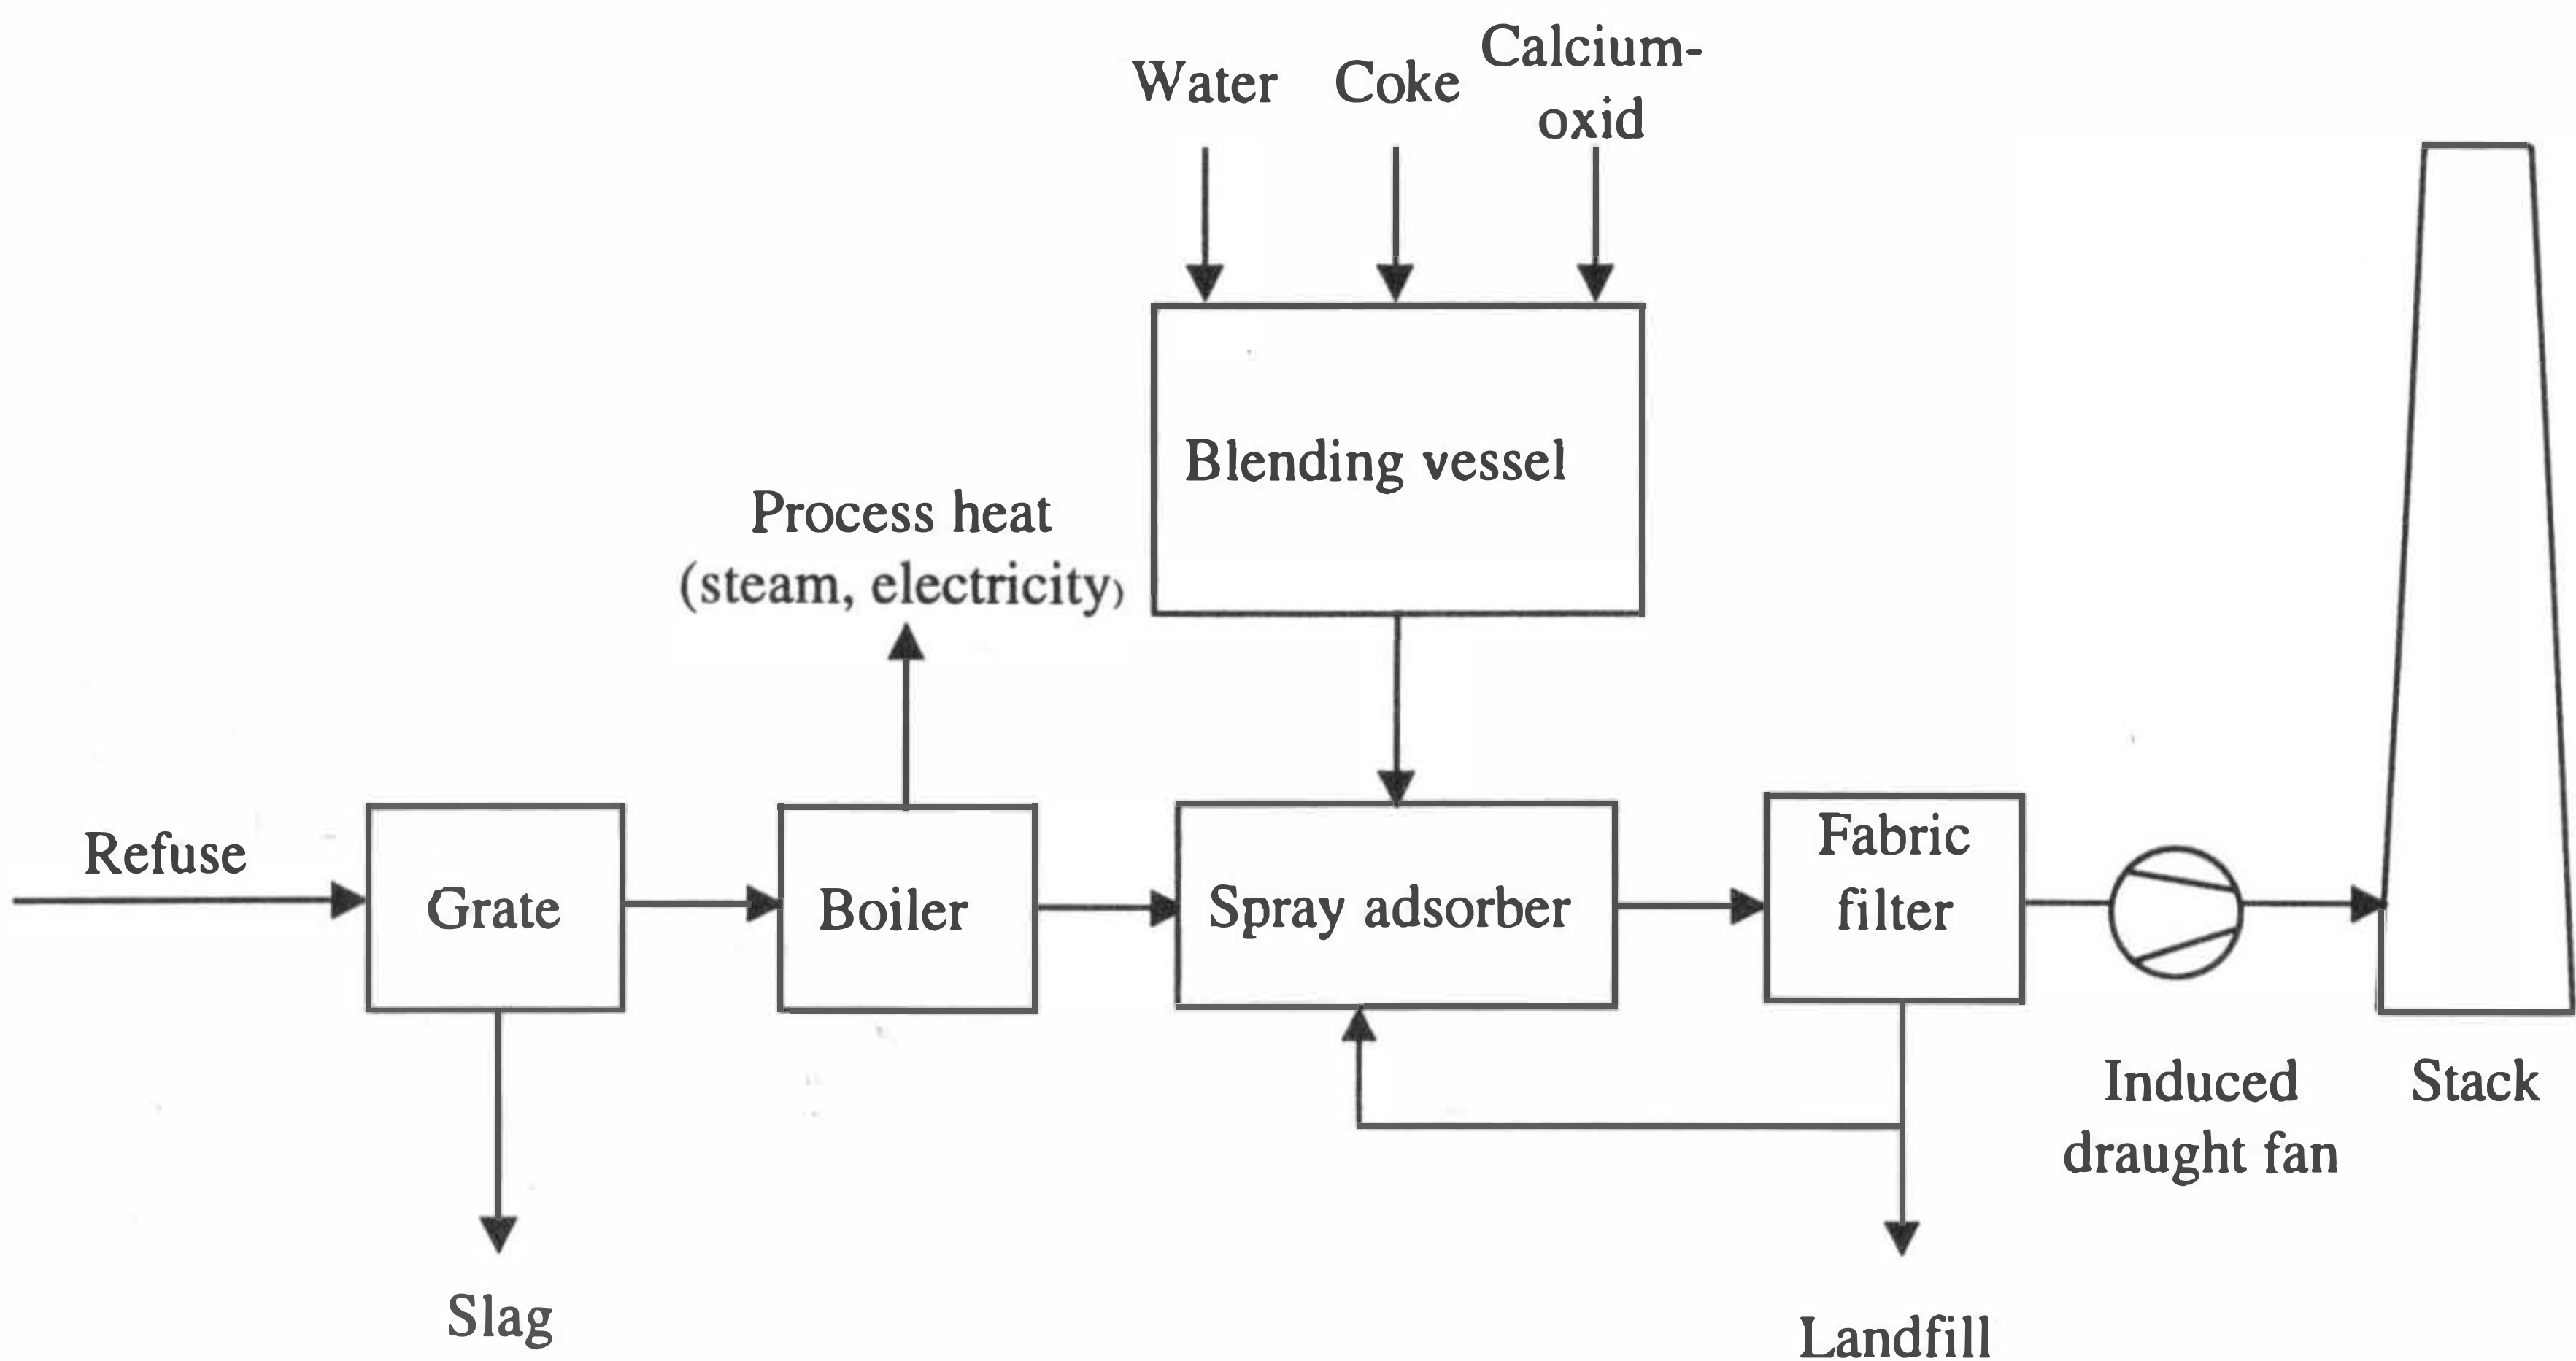 Water
Coke
Calcium-
oxid
Blending vessel
Process heat
(steam, electricity)
Refuse
Grate
Boiler
Spray adsorber
Fabric
filter
Induced
draught fan
Stack
Slag
Landfill